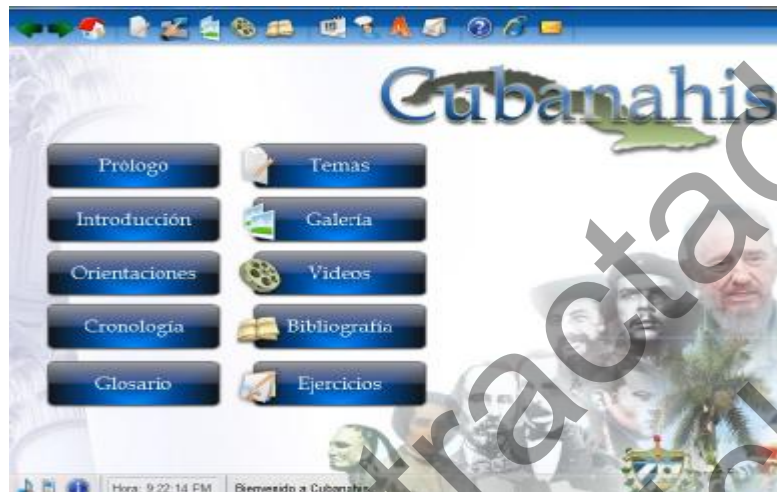 Cubanahis
Prólogo
Temas
Introducción
Galería
Orientaciones
Videos
Cronología
Bibliografía
Glosario
Ejercicios
Hora: 9:22:14 PM
Bienvenido a Cubanahis